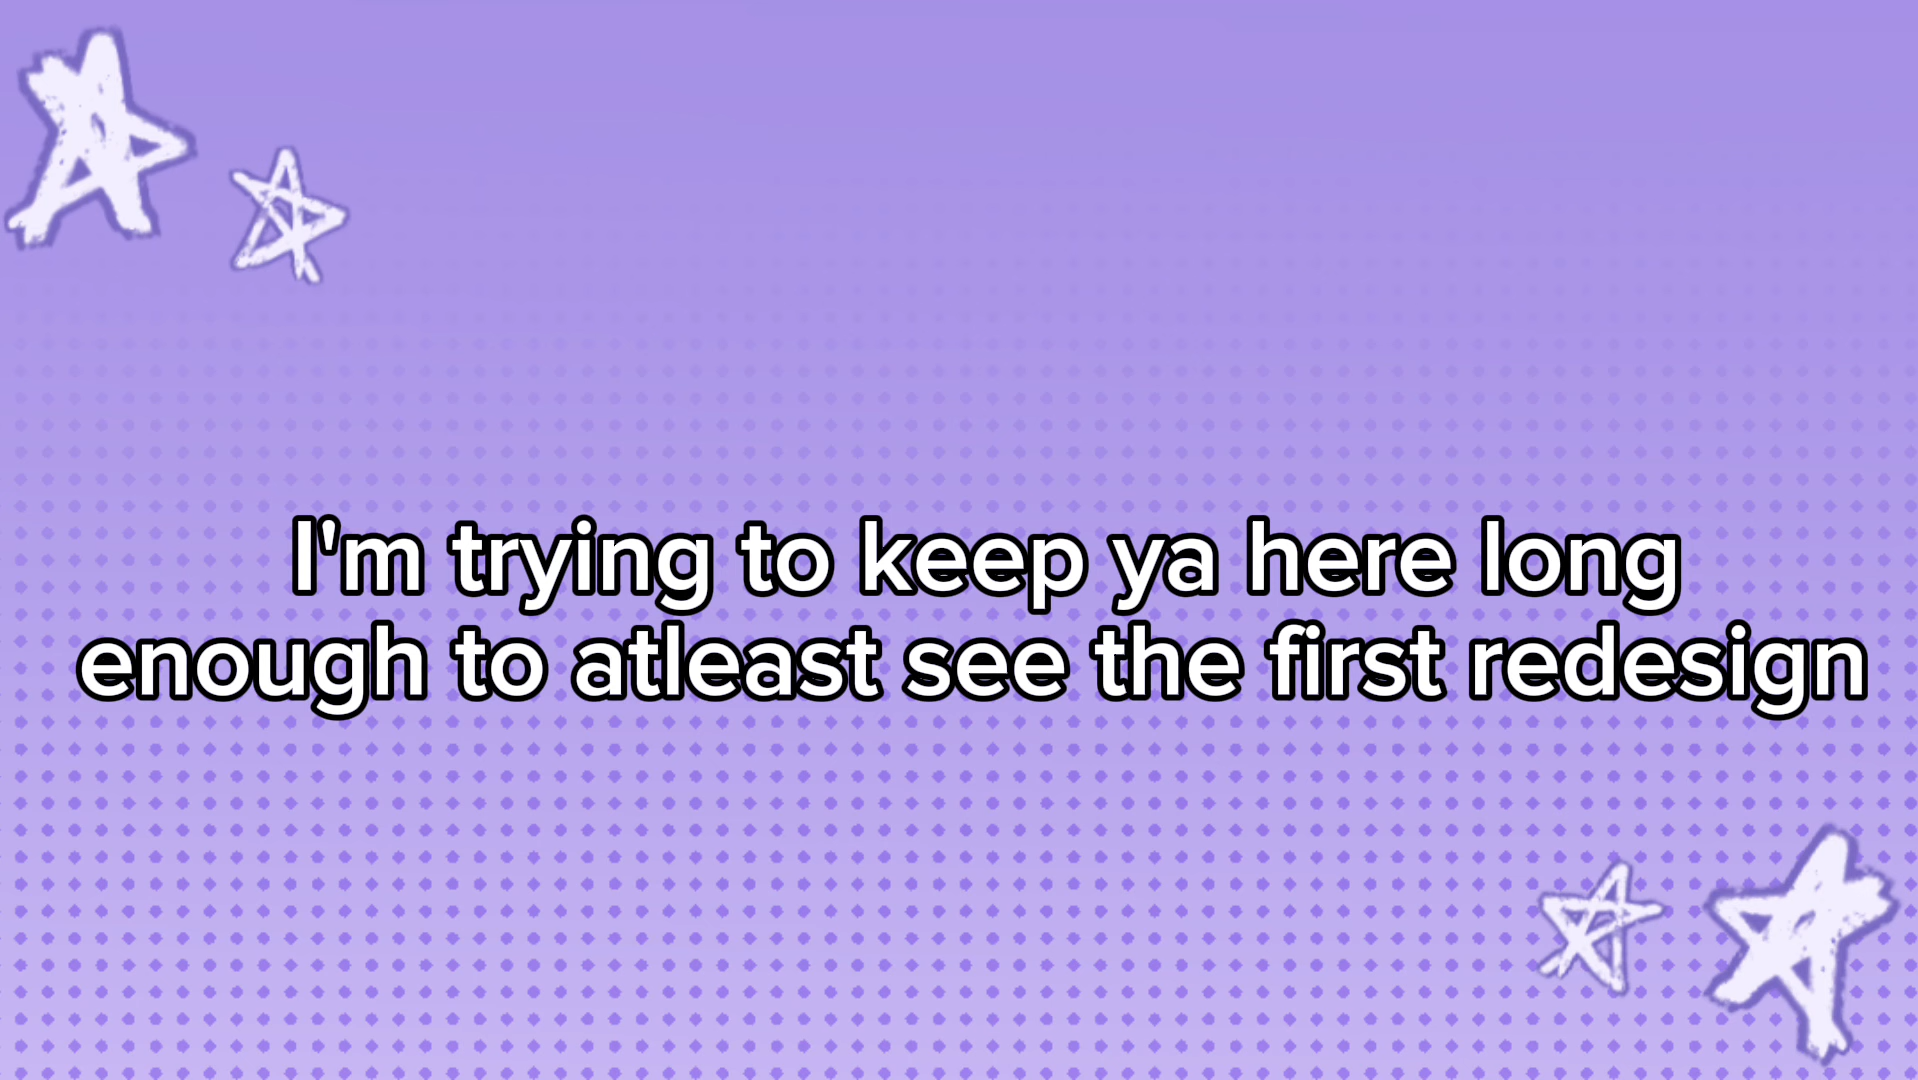 I'm trying to keep ya here long
enough to atleast see the first redesign